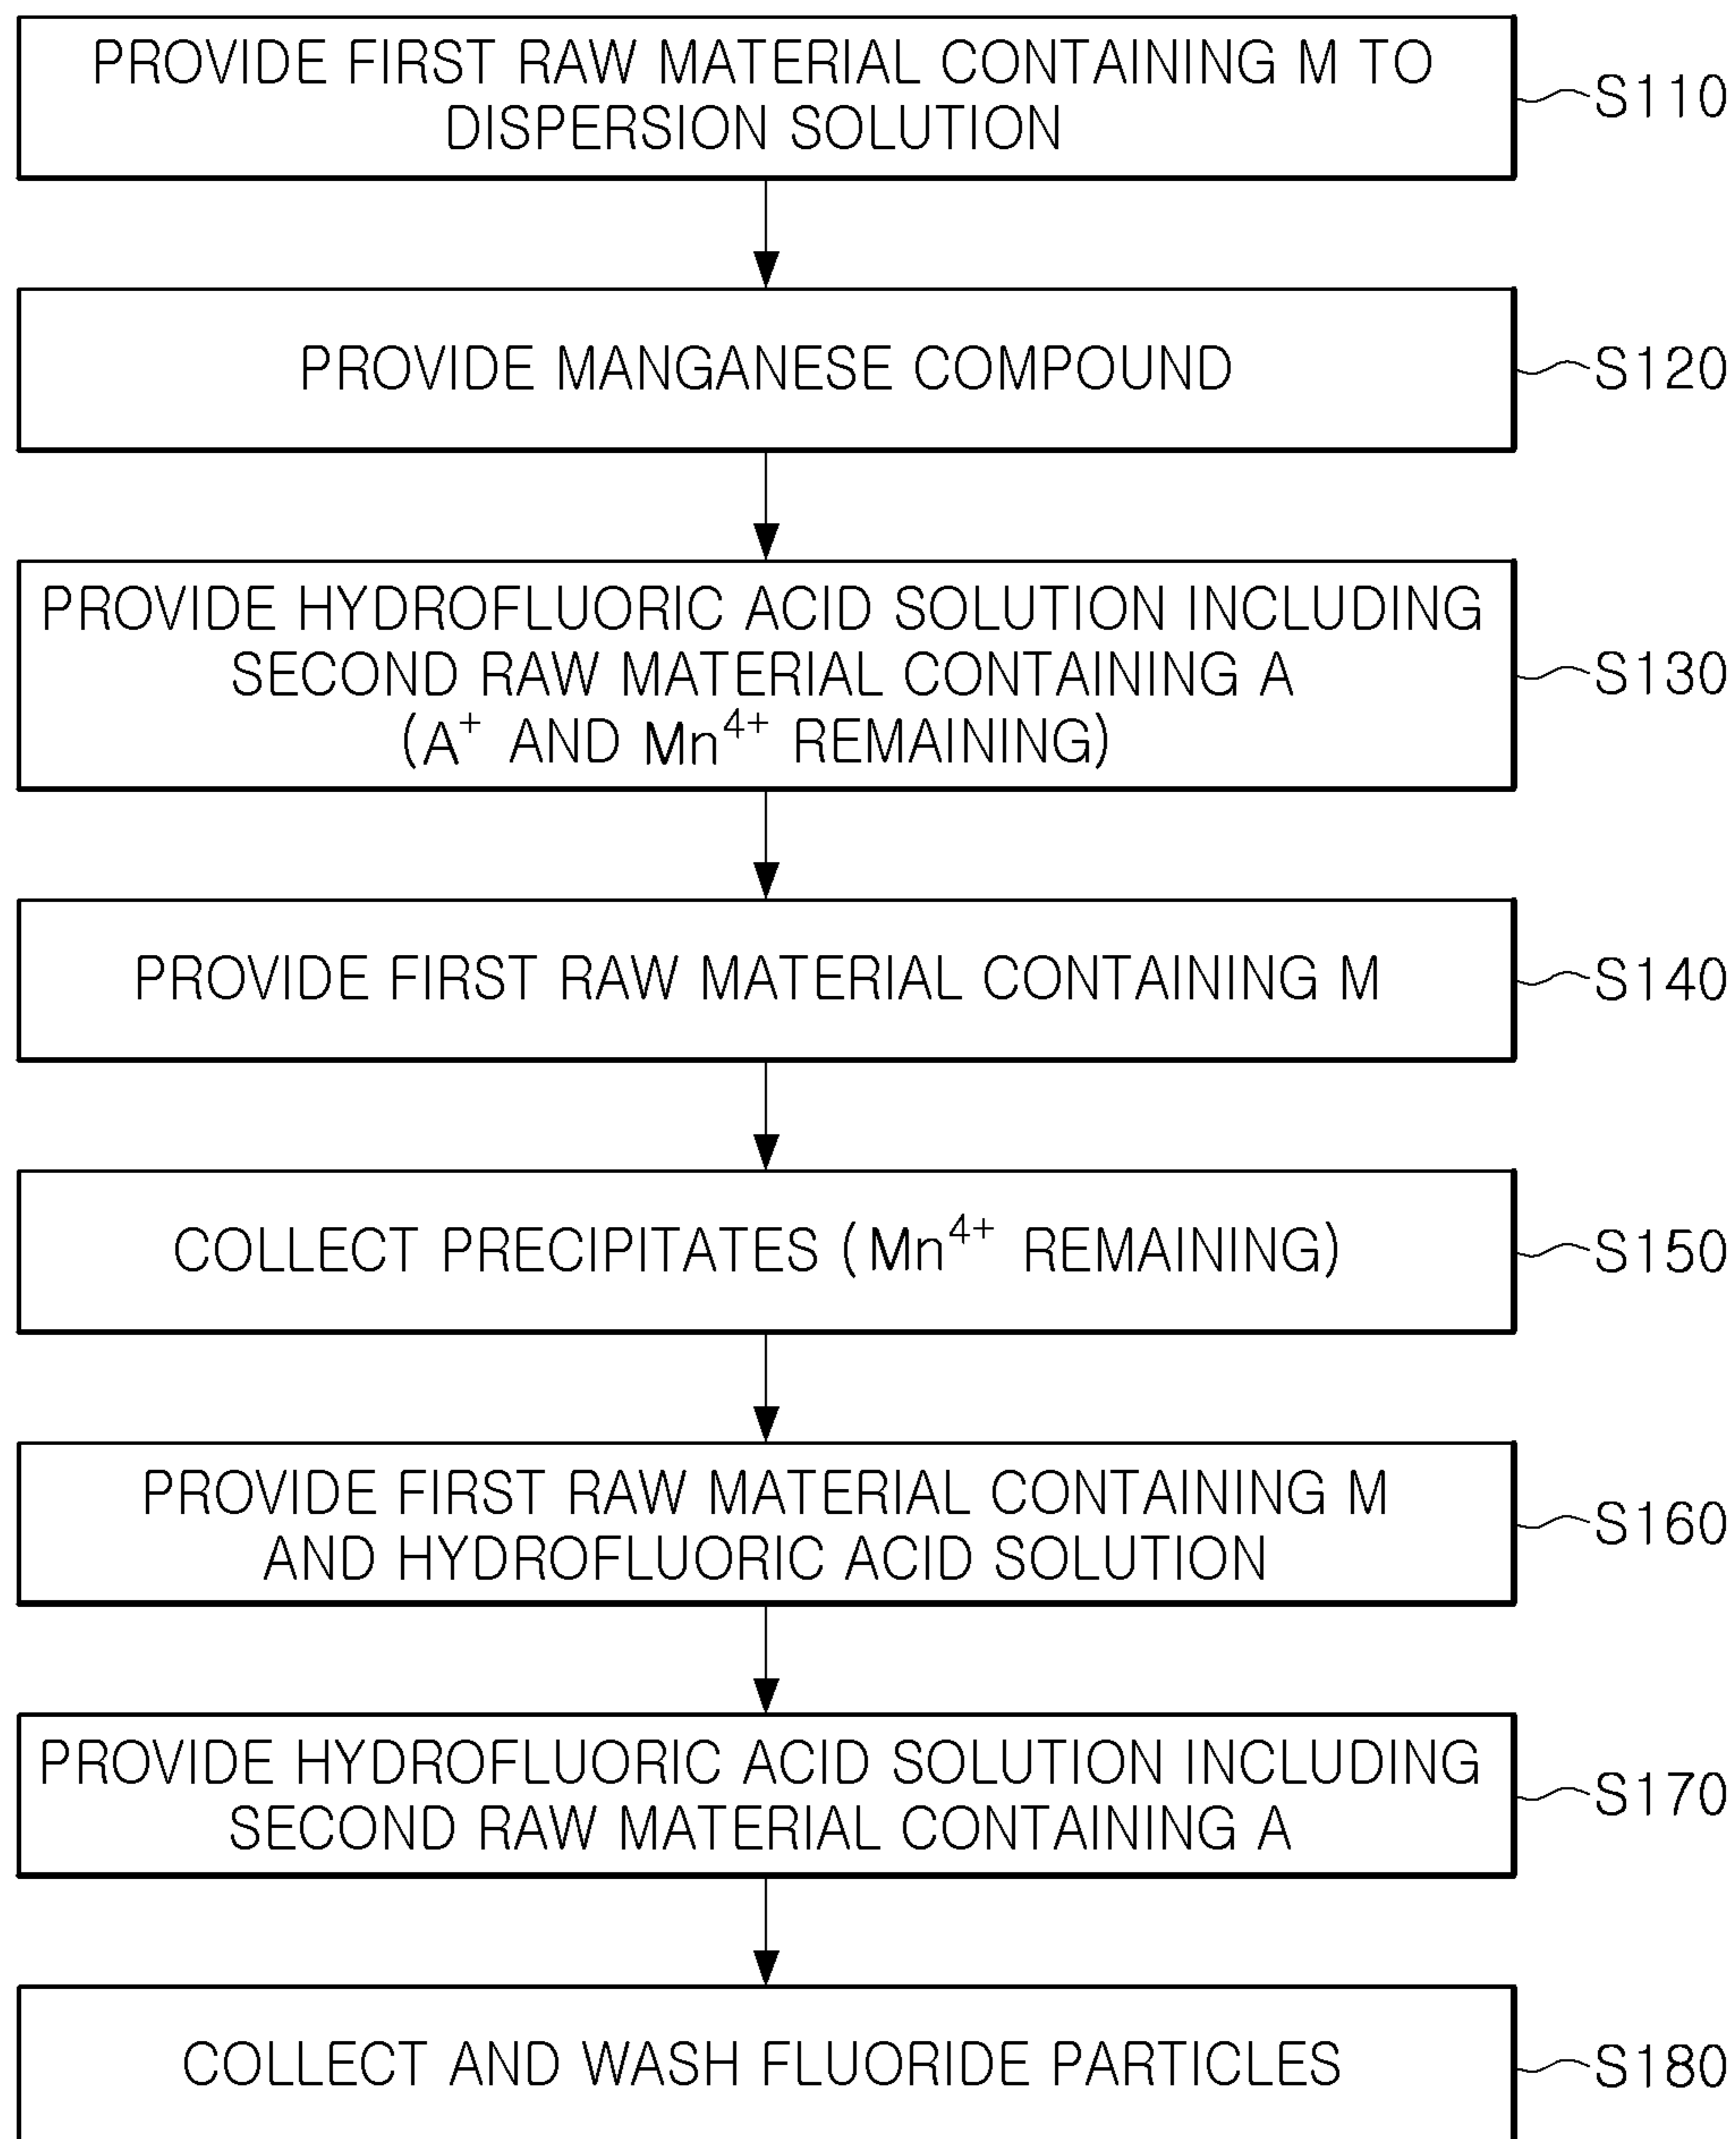 PROVIDE FIRST RAW MATERIAL CONTAINING M TO
DISPERSION SOLUTION
S110
PROVIDE MANGANESE COMPOUND
S120
PROVIDE HYDROFLUORIC ACID SOLUTION INCLUDING
SECOND RAW MATERIAL CONTAINING A
(A⁺ AND Mn⁴⁺ REMAINING)
S130
PROVIDE FIRST RAW MATERIAL CONTAINING M
S140
COLLECT PRECIPITATES (Mn⁴⁺ REMAINING)
S150
PROVIDE FIRST RAW MATERIAL CONTAINING M
AND HYDROFLUORIC ACID SOLUTION
S160
PROVIDE HYDROFLUORIC ACID SOLUTION INCLUDING
SECOND RAW MATERIAL CONTAINING A
S170
COLLECT AND WASH FLUORIDE PARTICLES
S180